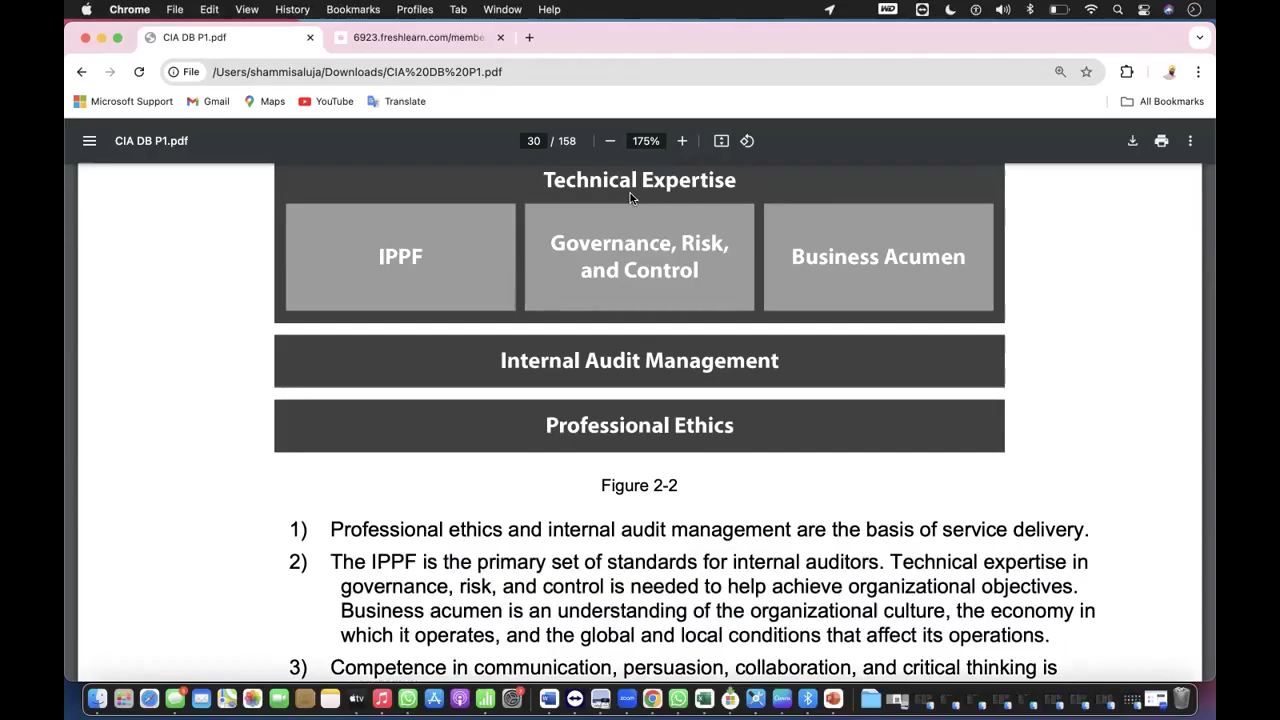 Chrome File Edit View History Bookmarks Profiles Tab Window Help
CIA DB P1.pdf
6923.freshlearn.com/membe
File /Users/shammisaluja/Downloads/CIA%20DB%20P1.pdf
Microsoft Support Gmail Maps YouTube Translate All Bookmarks
CIA DB P1.pdf 30 / 158 175%
Technical Expertise
IPPF
Governance, Risk,
and Control
Business Acumen
Internal Audit Management
Professional Ethics
Figure 2-2
1) Professional ethics and internal audit management are the basis of service delivery.
2) The IPPF is the primary set of standards for internal auditors. Technical expertise in
governance, risk, and control is needed to help achieve organizational objectives.
Business acumen is an understanding of the organizational culture, the economy in
which it operates, and the global and local conditions that affect its operations.
3) Competence in communication, persuasion, collaboration, and critical thinking is